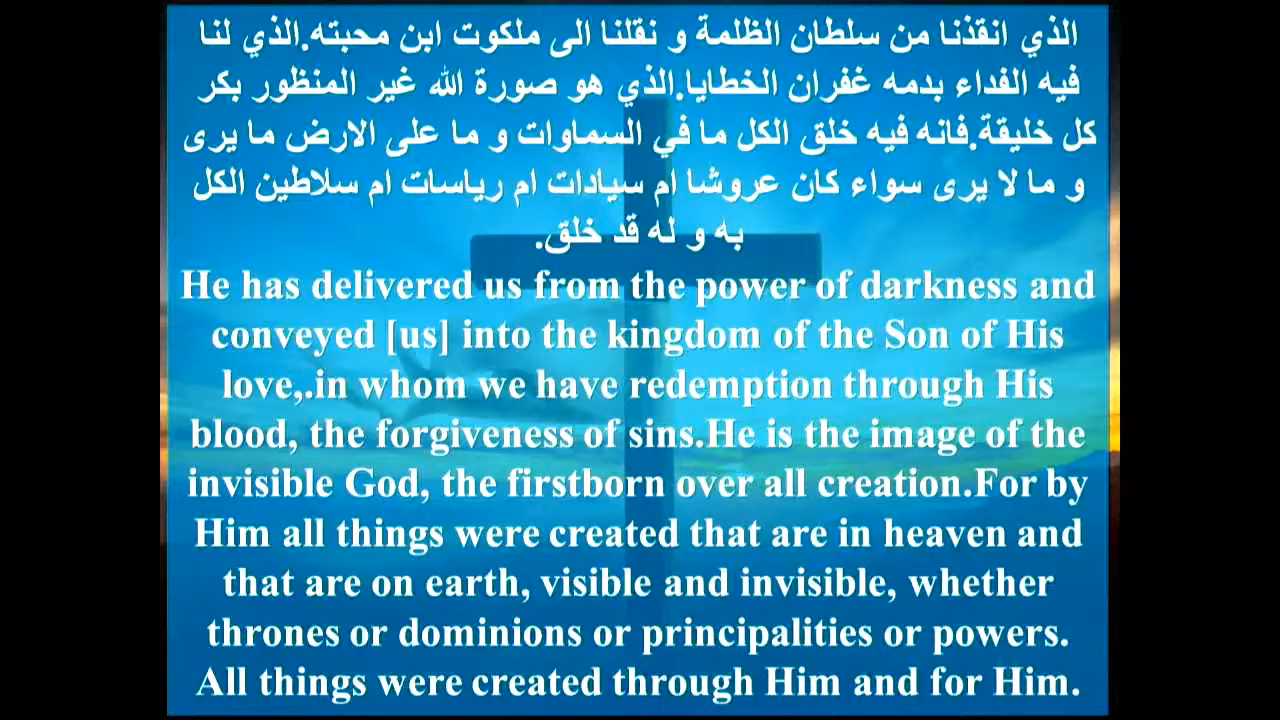 الذي انقذنا من سلطان الظلمة و نقلنا الى ملكوت ابن محبته.الذي لنا
فيه الفداء بدمه غفران الخطايا.الذي هو صورة الله غير المنظور بكر
كل خليقة.فانه فيه خلق الكل ما في السماوات و ما على الارض ما يرى
و ما لا يرى سواء كان عروشا ام سيادات ام رياسات ام سلاطين الكل
به و له قد خلق.
He has delivered us from the power of darkness and
conveyed [us] into the kingdom of the Son of His
love,.in whom we have redemption through His
blood, the forgiveness of sins.He is the image of the
invisible God, the firstborn over all creation.For by
Him all things were created that are in heaven and
that are on earth, visible and invisible, whether
thrones or dominions or principalities or powers.
All things were created through Him and for Him.